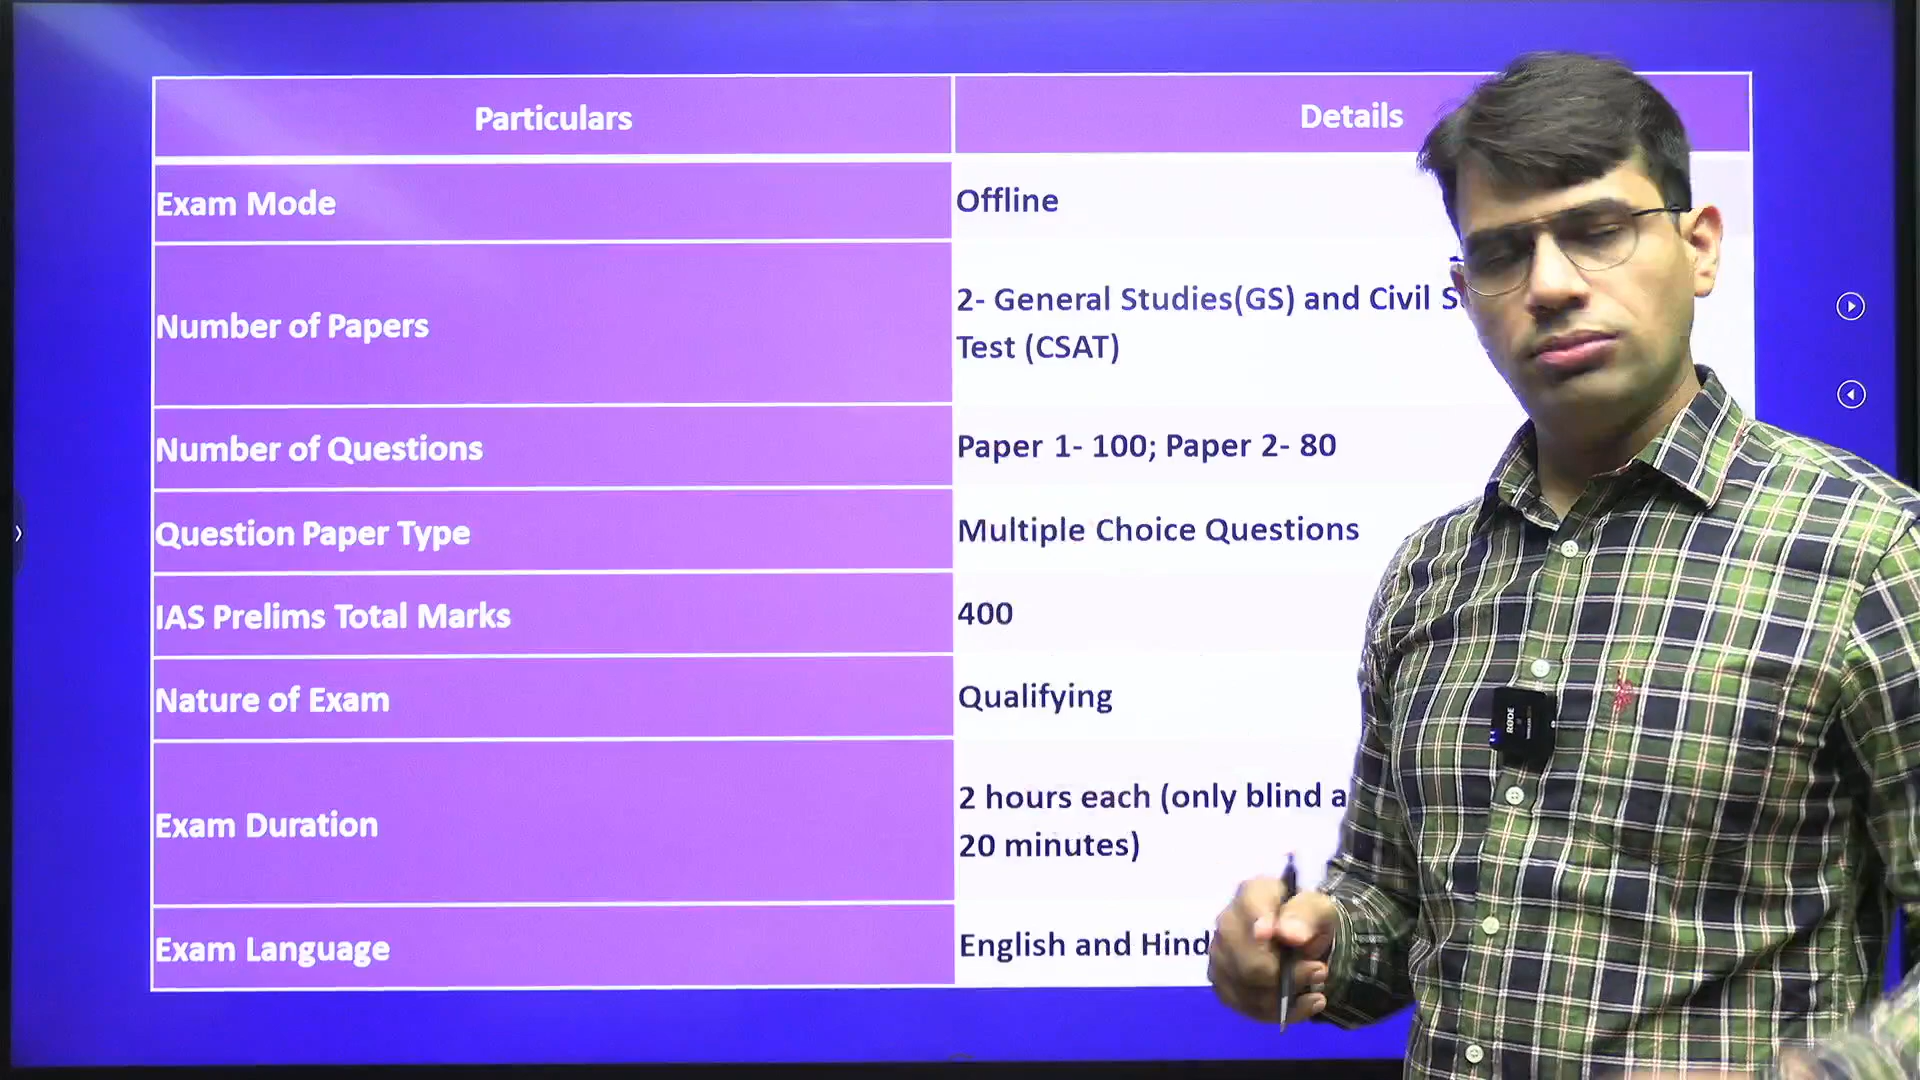 Particulars
Details
Exam Mode
Offline
Number of Papers
2- General Studies(GS) and Civil
Test (CSAT)
Number of Questions
Paper 1- 100; Paper 2- 80
Question Paper Type
Multiple Choice Questions
IAS Prelims Total Marks
400
Nature of Exam
Qualifying
Exam Duration
2 hours each (only blind
20 minutes)
Exam Language
English and
RØDE